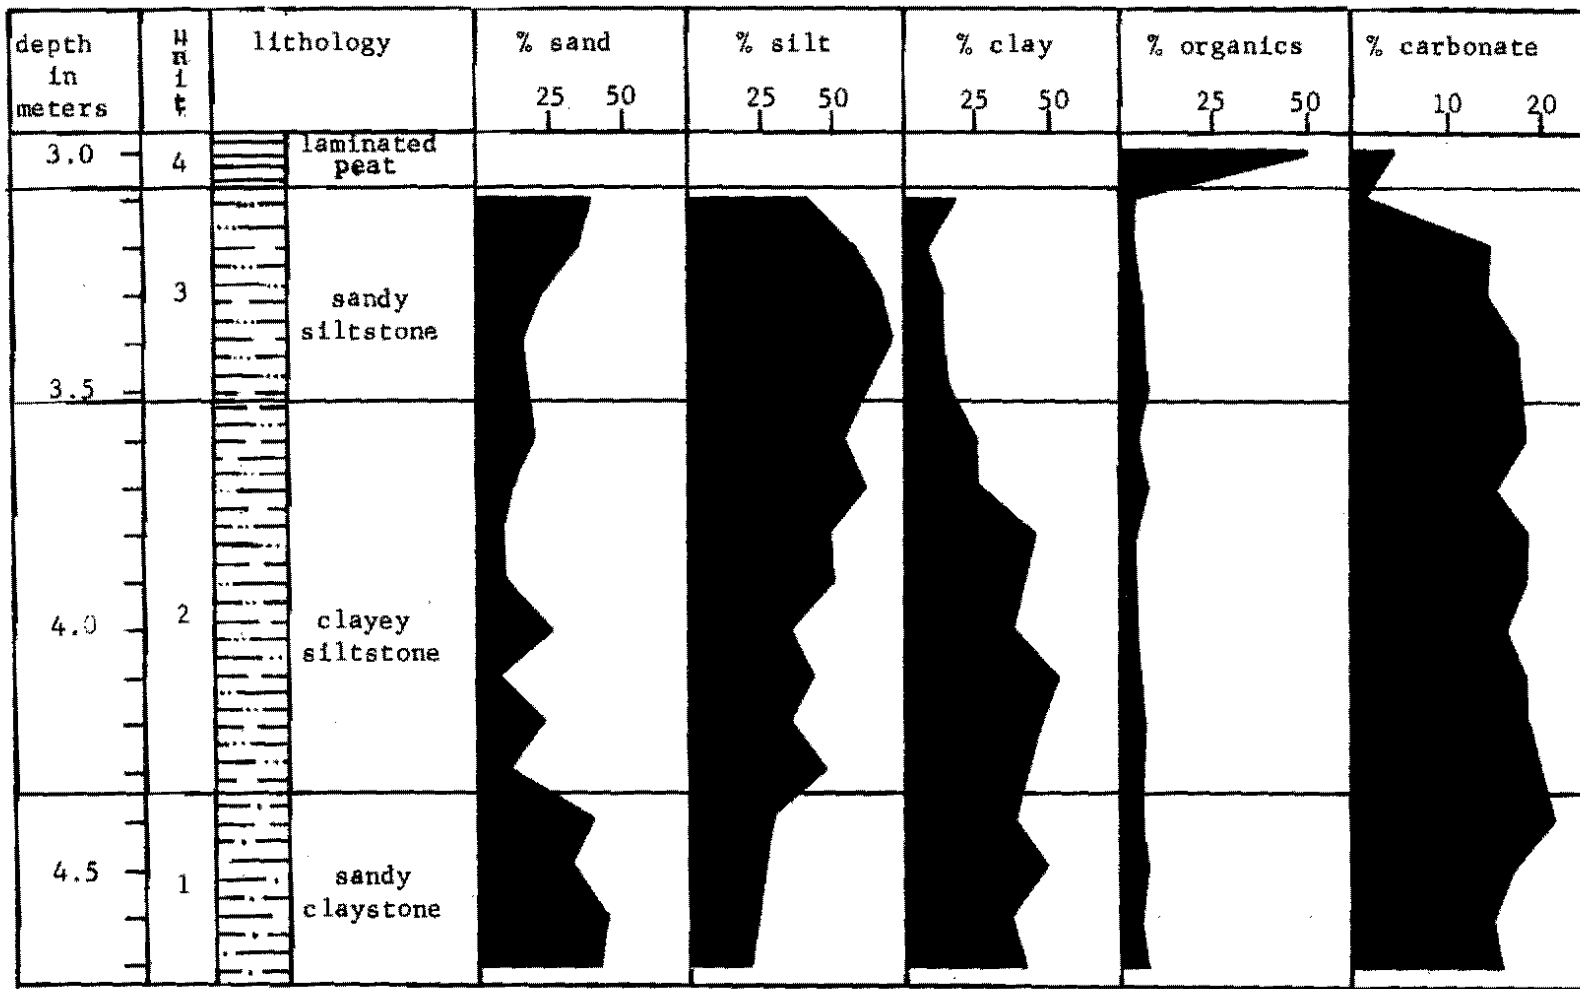 depth
in
meters
unit
lithology
% sand
25 50
% silt
25 50
% clay
25 50
% organics
25 50
% carbonate
10 20
3.0
4
laminated
peat
3
sandy
siltstone
3.5
4.0
2
clayey
siltstone
4.5
1
sandy
claystone